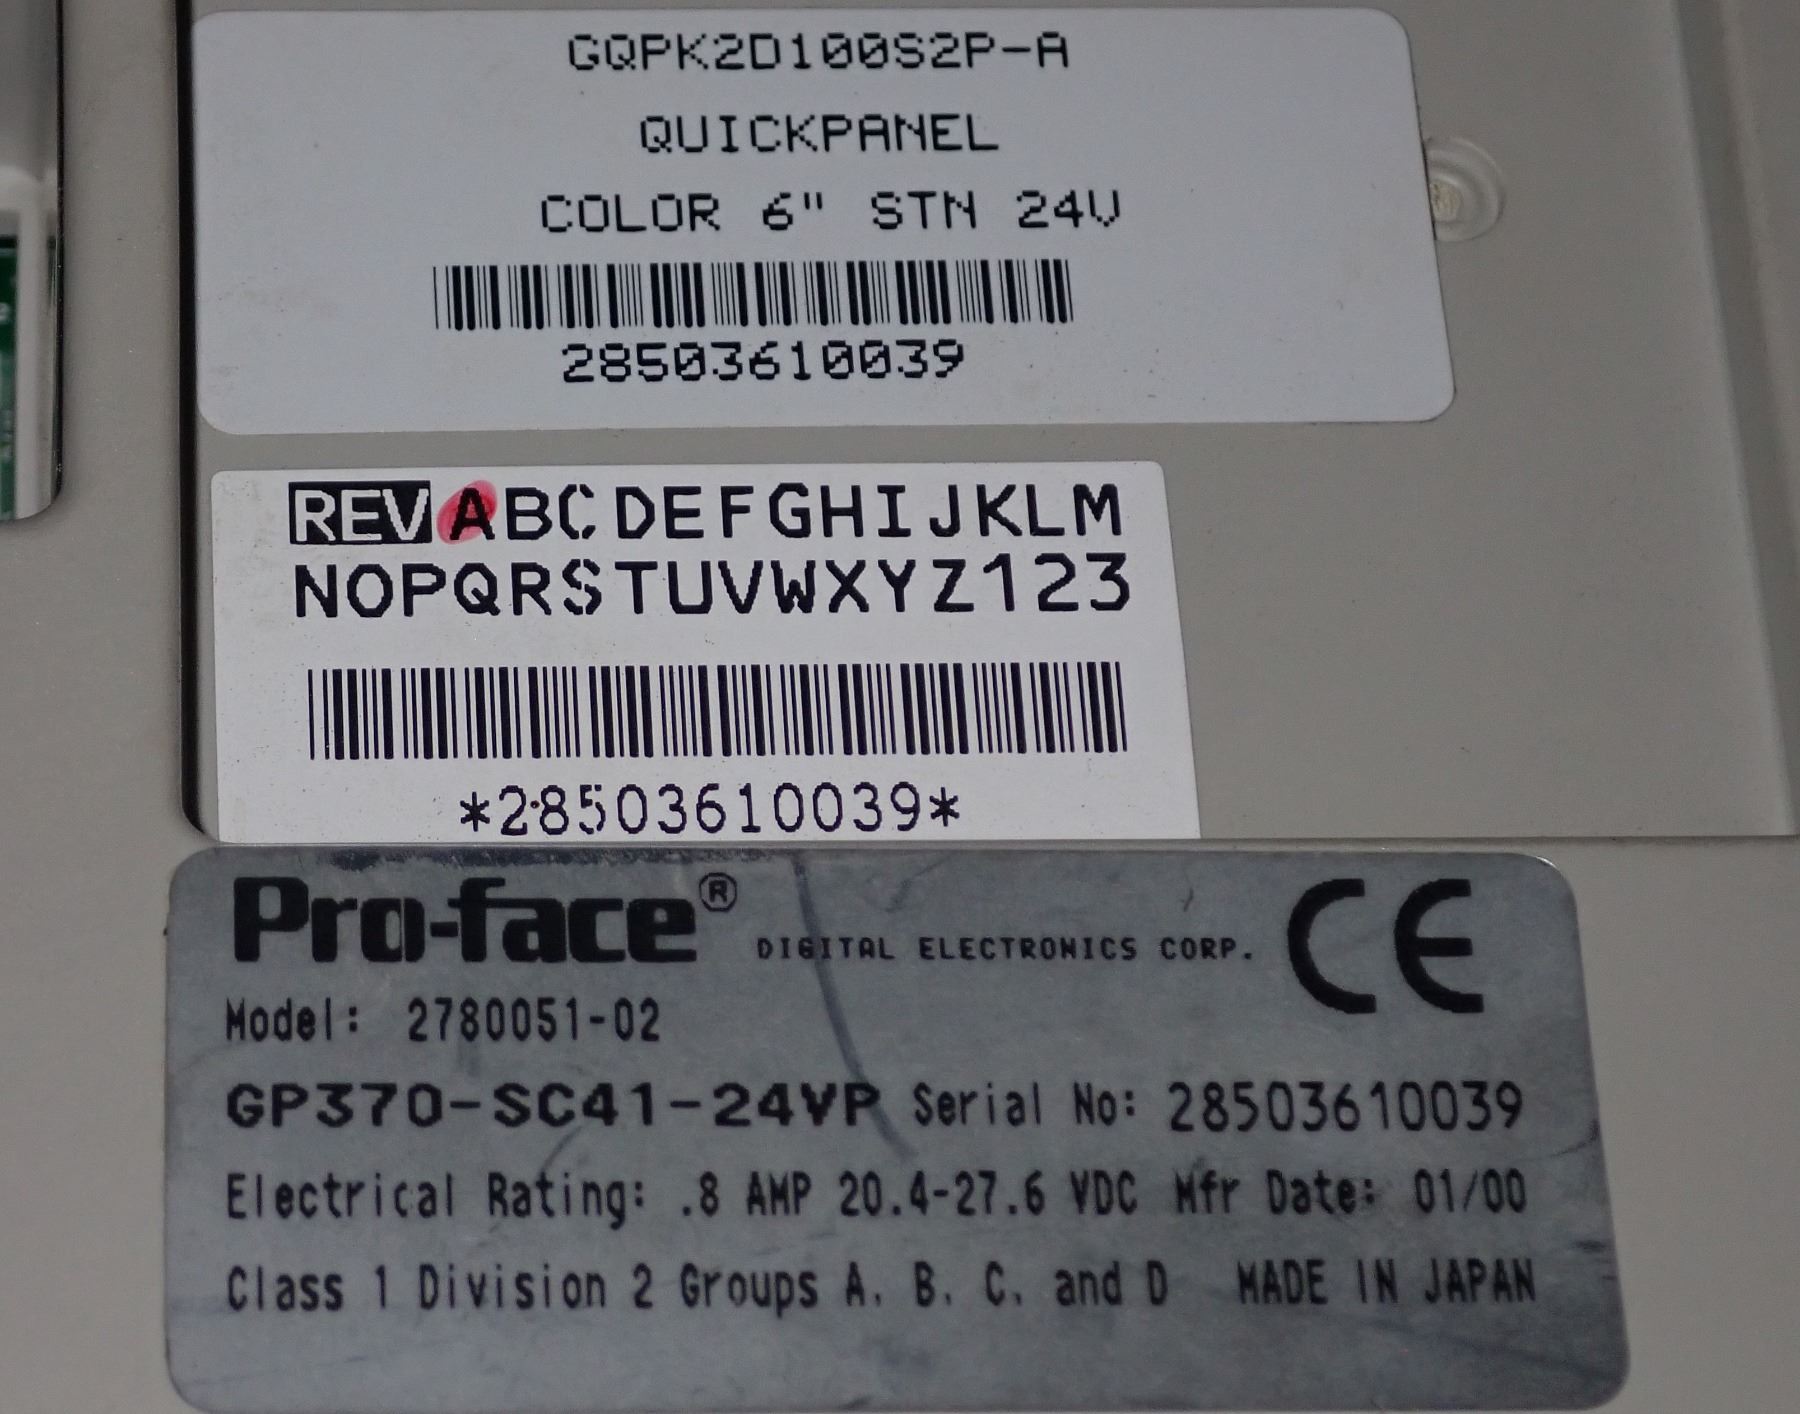 GQPK2D100S2P-A
QUICKPANEL
COLOR 6" STN 24V
28503610039
REV ABCDEFGHIJKLM
NOPQRSTUVWXYZ123
*28503610039*
Pro-face® DIGITAL ELECTRONICS CORP. CE
Model: 2780051-02
GP370-SC41-24VP Serial No: 28503610039
Electrical Rating: .8 AMP 20.4-27.6 VDC Mfr Date: 01/00
Class 1 Division 2 Groups A, B, C, and D MADE IN JAPAN